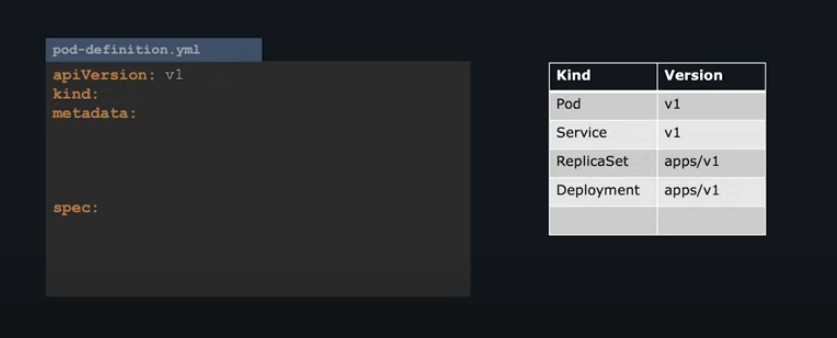 pod-definition.yml
apiVersion: v1
kind:
metadata:
spec:
Kind Version
Pod v1
Service v1
ReplicaSet apps/v1
Deployment apps/v1